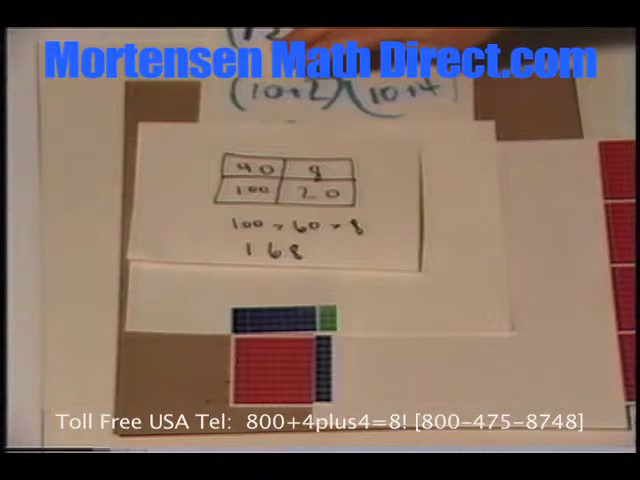 (12
Mortensen Math Direct.com
(10+2)(10+4)
40 8
100 20
100 + 60 + 8
168
Toll Free USA Tel: 800+4plus4=8! [800-475-8748]